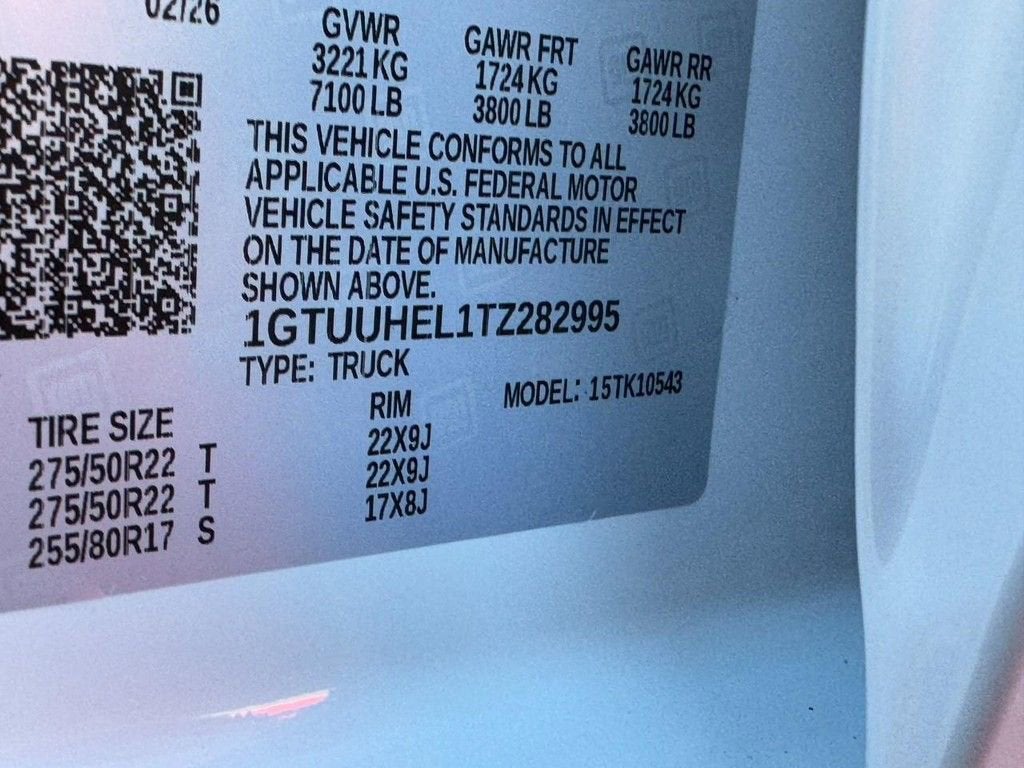 02/26
GVWR GAWR FRT GAWR RR
3221 KG 1724 KG 1724 KG
7100 LB 3800 LB 3800 LB
THIS VEHICLE CONFORMS TO ALL
APPLICABLE U.S. FEDERAL MOTOR
VEHICLE SAFETY STANDARDS IN EFFECT
ON THE DATE OF MANUFACTURE
SHOWN ABOVE.
1GTUUHEL1TZ282995
TYPE: TRUCK
MODEL: 15TK10543
TIRE SIZE RIM
275/50R22 T 22X9J
275/50R22 T 22X9J
255/80R17 S 17X8J